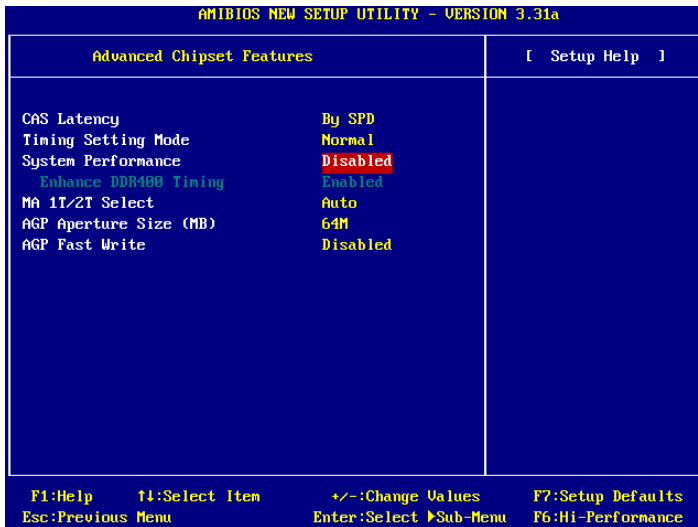 AMIBIOS NEW SETUP UTILITY - VERSION 3.31a
Advanced Chipset Features
[ Setup Help ]
CAS Latency By SPD
Timing Setting Mode Normal
System Performance Disabled
Enhance DDR400 Timing Enabled
MA 1T/2T Select Auto
AGP Aperture Size (MB) 64M
AGP Fast Write Disabled
F1:Help ↑↓:Select Item +/-:Change Values F7:Setup Defaults
Esc:Previous Menu Enter:Select ▶Sub-Menu F6:Hi-Performance